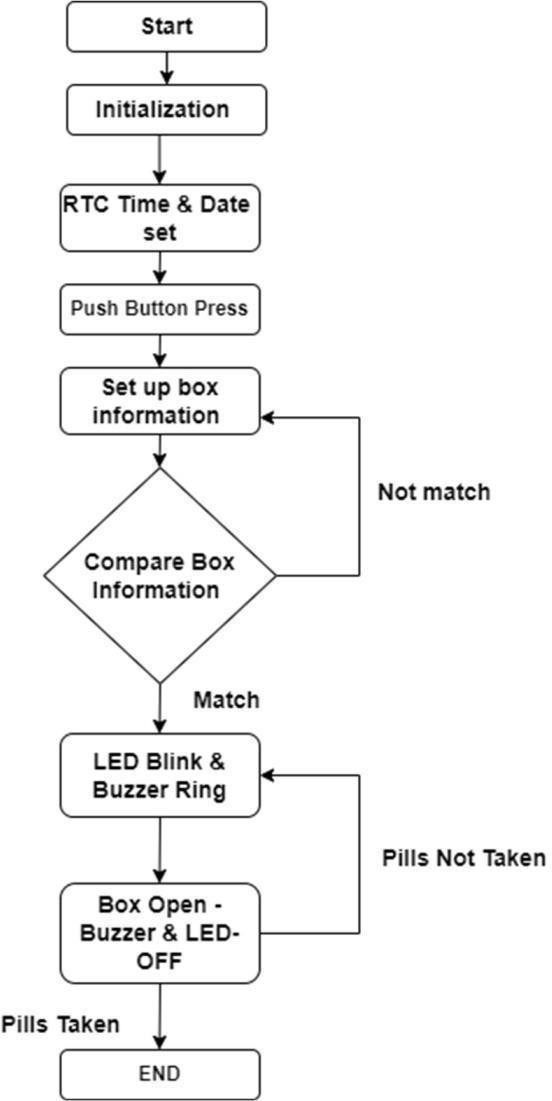 Start
Initialization
RTC Time & Date
set
Push Button Press
Set up box
information
Not match
Compare Box
Information
Match
LED Blink &
Buzzer Ring
Pills Not Taken
Box Open -
Buzzer & LED-
OFF
Pills Taken
END